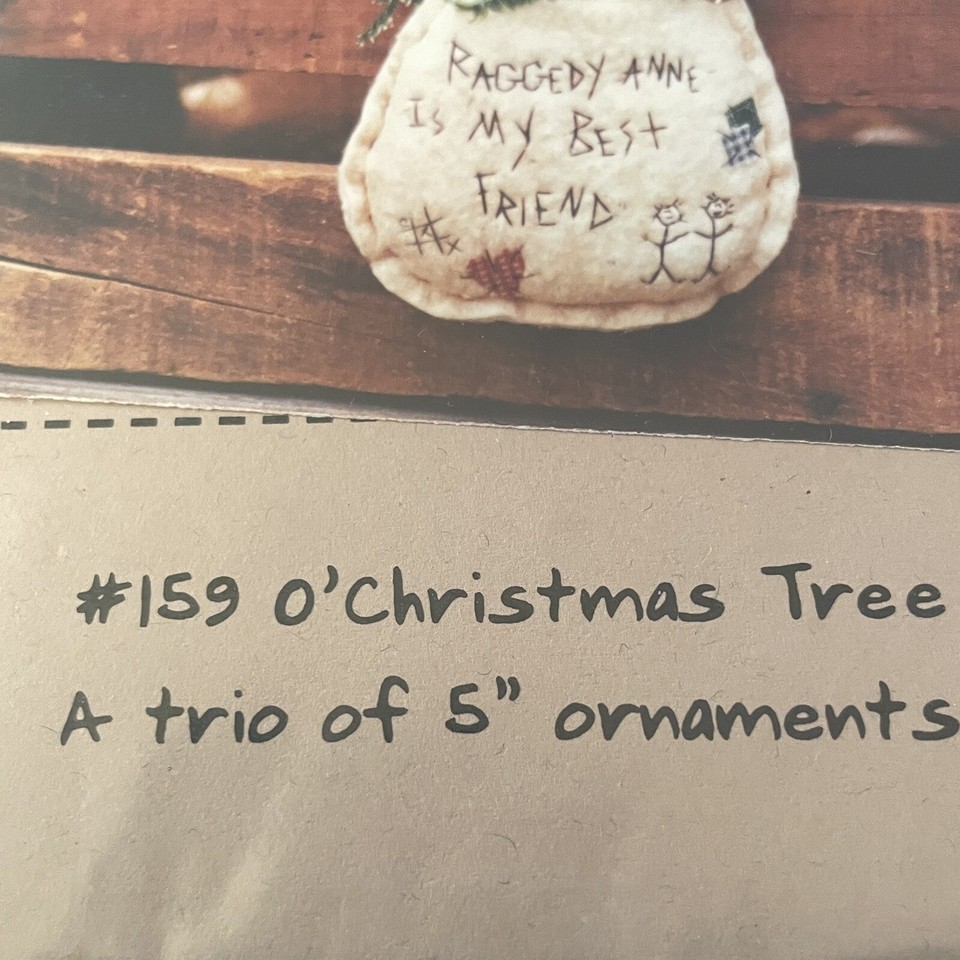 RAGGEDY ANNE
Is MY BEST
FRIEND
#159 O'Christmas Tree
A trio of 5" ornaments